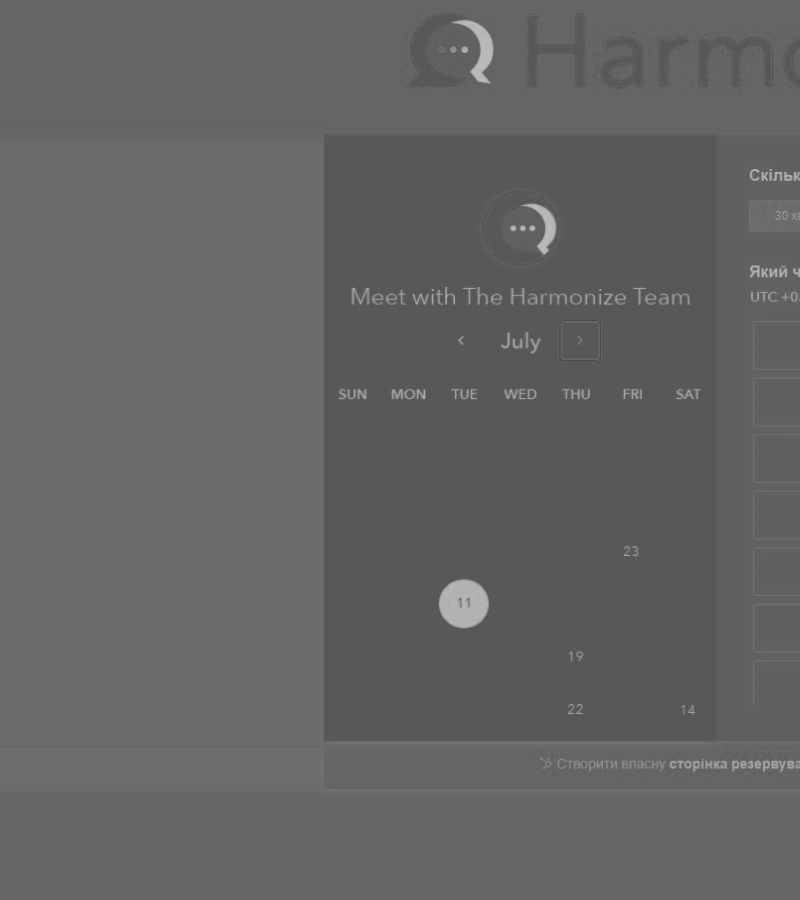 Harmo
Meet with The Harmonize Team
July
SUN MON TUE WED THU FRI SAT
23
11
19
22 14
Скільк
30 хв
Який ч
UTC +0
Створити власну сторінка резервува